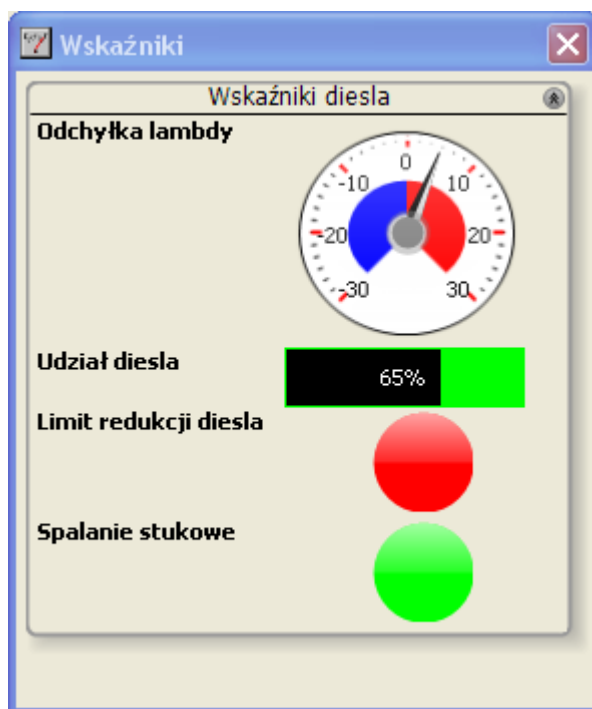 Wskaźniki
Wskaźniki diesla
Odchyłka lambdy
0
-10
10
-20
20
-30
30
Udział diesla
65%
Limit redukcji diesla
Spalanie stukowe